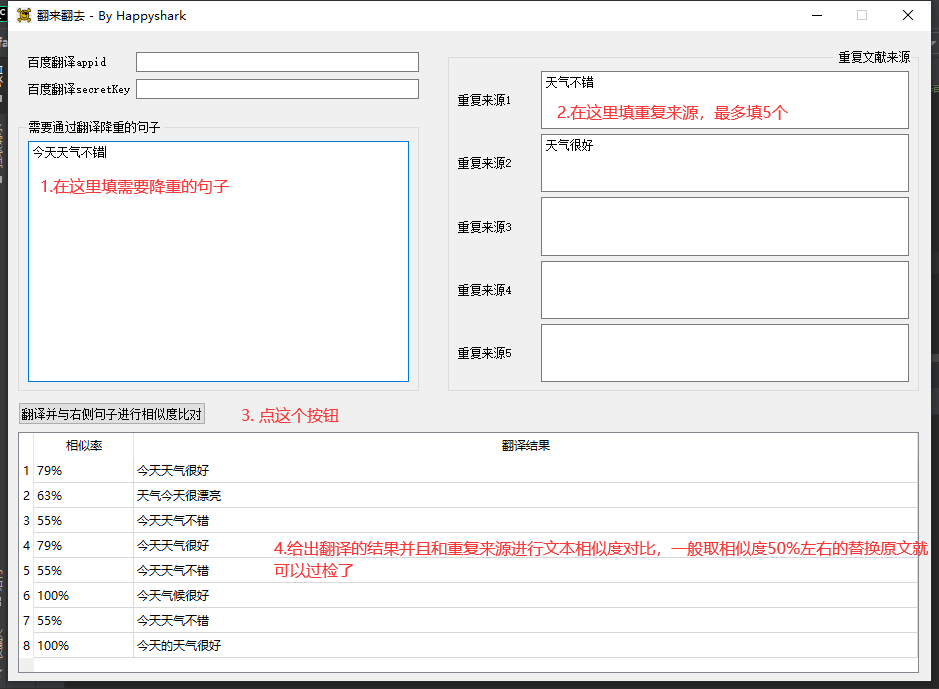 翻来翻去 - By Happyshark
百度翻译appid
百度翻译secretKey
需要通过翻译降重的句子
今天天气不错
1.在这里填需要降重的句子
重复文献来源
重复来源1
天气不错
2.在这里填重复来源，最多填5个
重复来源2
天气很好
重复来源3
重复来源4
重复来源5
翻译并与右侧句子进行相似度比对
3. 点这个按钮
相似率 翻译结果
1 79% 今天天气很好
2 63% 天气今天很漂亮
3 55% 今天天气不错
4 79% 今天天气很好
5 55% 今天天气不错
6 100% 今天气候很好
7 55% 今天天气不错
8 100% 今天的天气很好
4.给出翻译的结果并且和重复来源进行文本相似度对比，一般取相似度50%左右的替换原文就
可以过检了